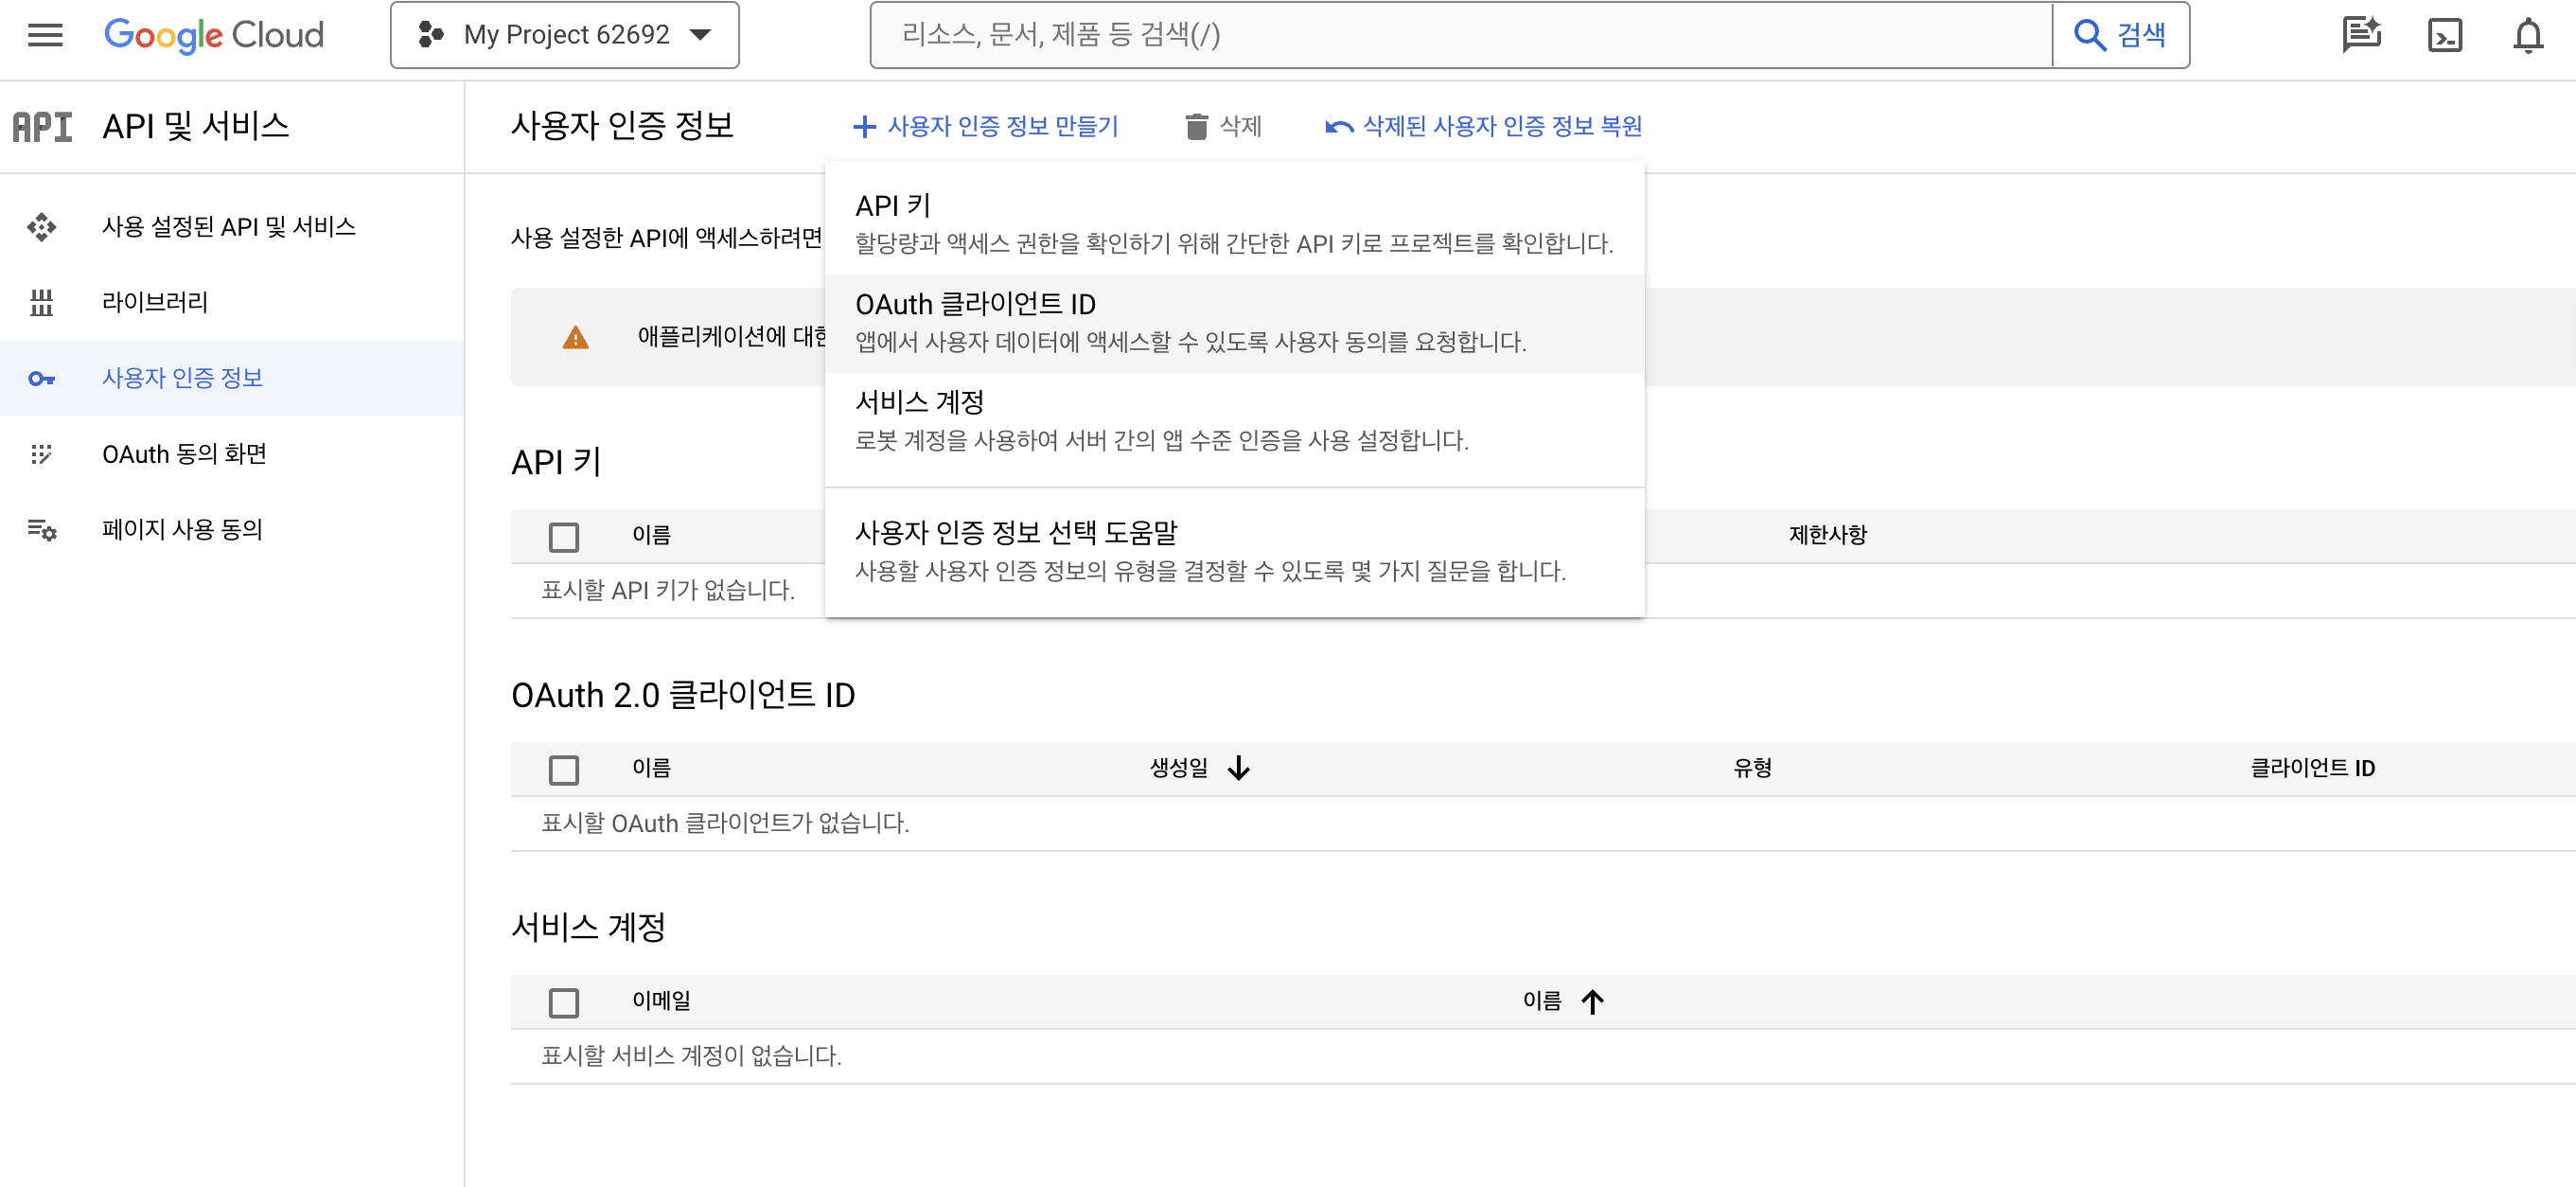 Google Cloud
My Project 62692
리소스, 문서, 제품 등 검색(/)
검색
API
API 및 서비스
사용자 인증 정보
사용자 인증 정보 만들기
삭제
삭제된 사용자 인증 정보 복원
사용 설정된 API 및 서비스
라이브러리
사용자 인증 정보
OAuth 동의 화면
페이지 사용 동의
사용 설정한 API에 액세스하려면
애플리케이션에 대한
API 키
할당량과 액세스 권한을 확인하기 위해 간단한 API 키로 프로젝트를 확인합니다.
OAuth 클라이언트 ID
앱에서 사용자 데이터에 액세스할 수 있도록 사용자 동의를 요청합니다.
서비스 계정
로봇 계정을 사용하여 서버 간의 앱 수준 인증을 사용 설정합니다.
사용자 인증 정보 선택 도움말
사용할 사용자 인증 정보의 유형을 결정할 수 있도록 몇 가지 질문을 합니다.
API 키
이름
제한사항
표시할 API 키가 없습니다.
OAuth 2.0 클라이언트 ID
이름
생성일
유형
클라이언트 ID
표시할 OAuth 클라이언트가 없습니다.
서비스 계정
이메일
이름
표시할 서비스 계정이 없습니다.